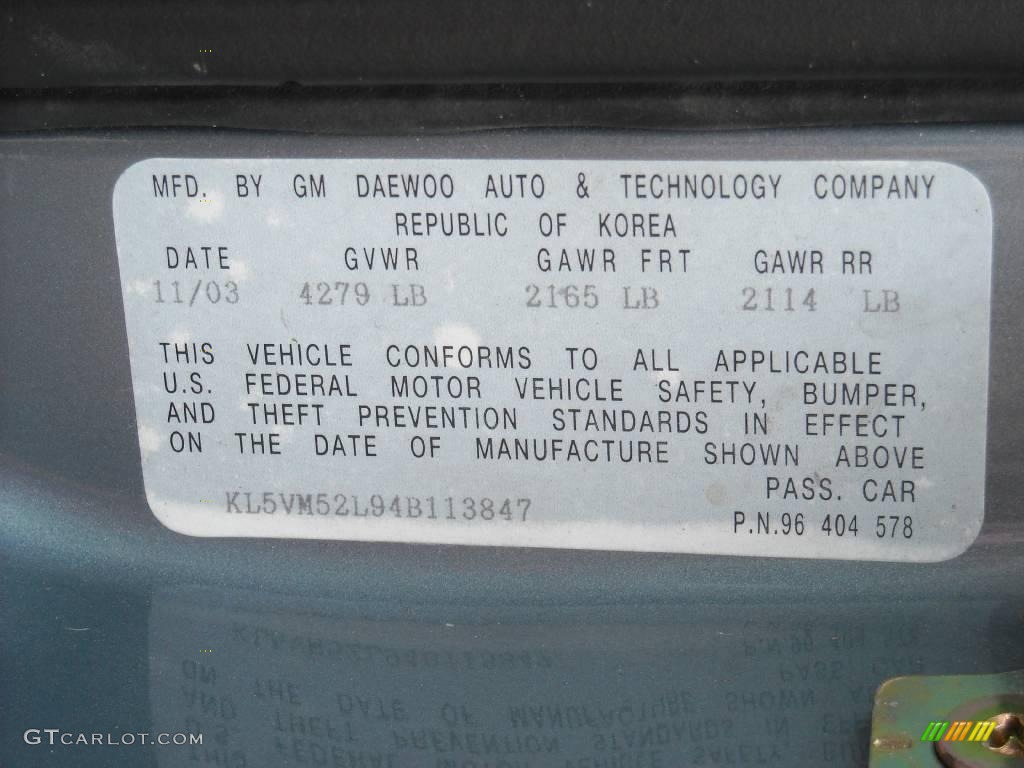 MFD. BY GM DAEWOO AUTO & TECHNOLOGY COMPANY
REPUBLIC OF KOREA
DATE GVWR GAWR FRT GAWR RR
11/03 4279 LB 2165 LB 2114 LB
THIS VEHICLE CONFORMS TO ALL APPLICABLE
U.S. FEDERAL MOTOR VEHICLE SAFETY, BUMPER,
AND THEFT PREVENTION STANDARDS IN EFFECT
ON THE DATE OF MANUFACTURE SHOWN ABOVE
PASS. CAR
KL5VM52L94B113847
P.N.96 404 578
GTCARLOT.COM